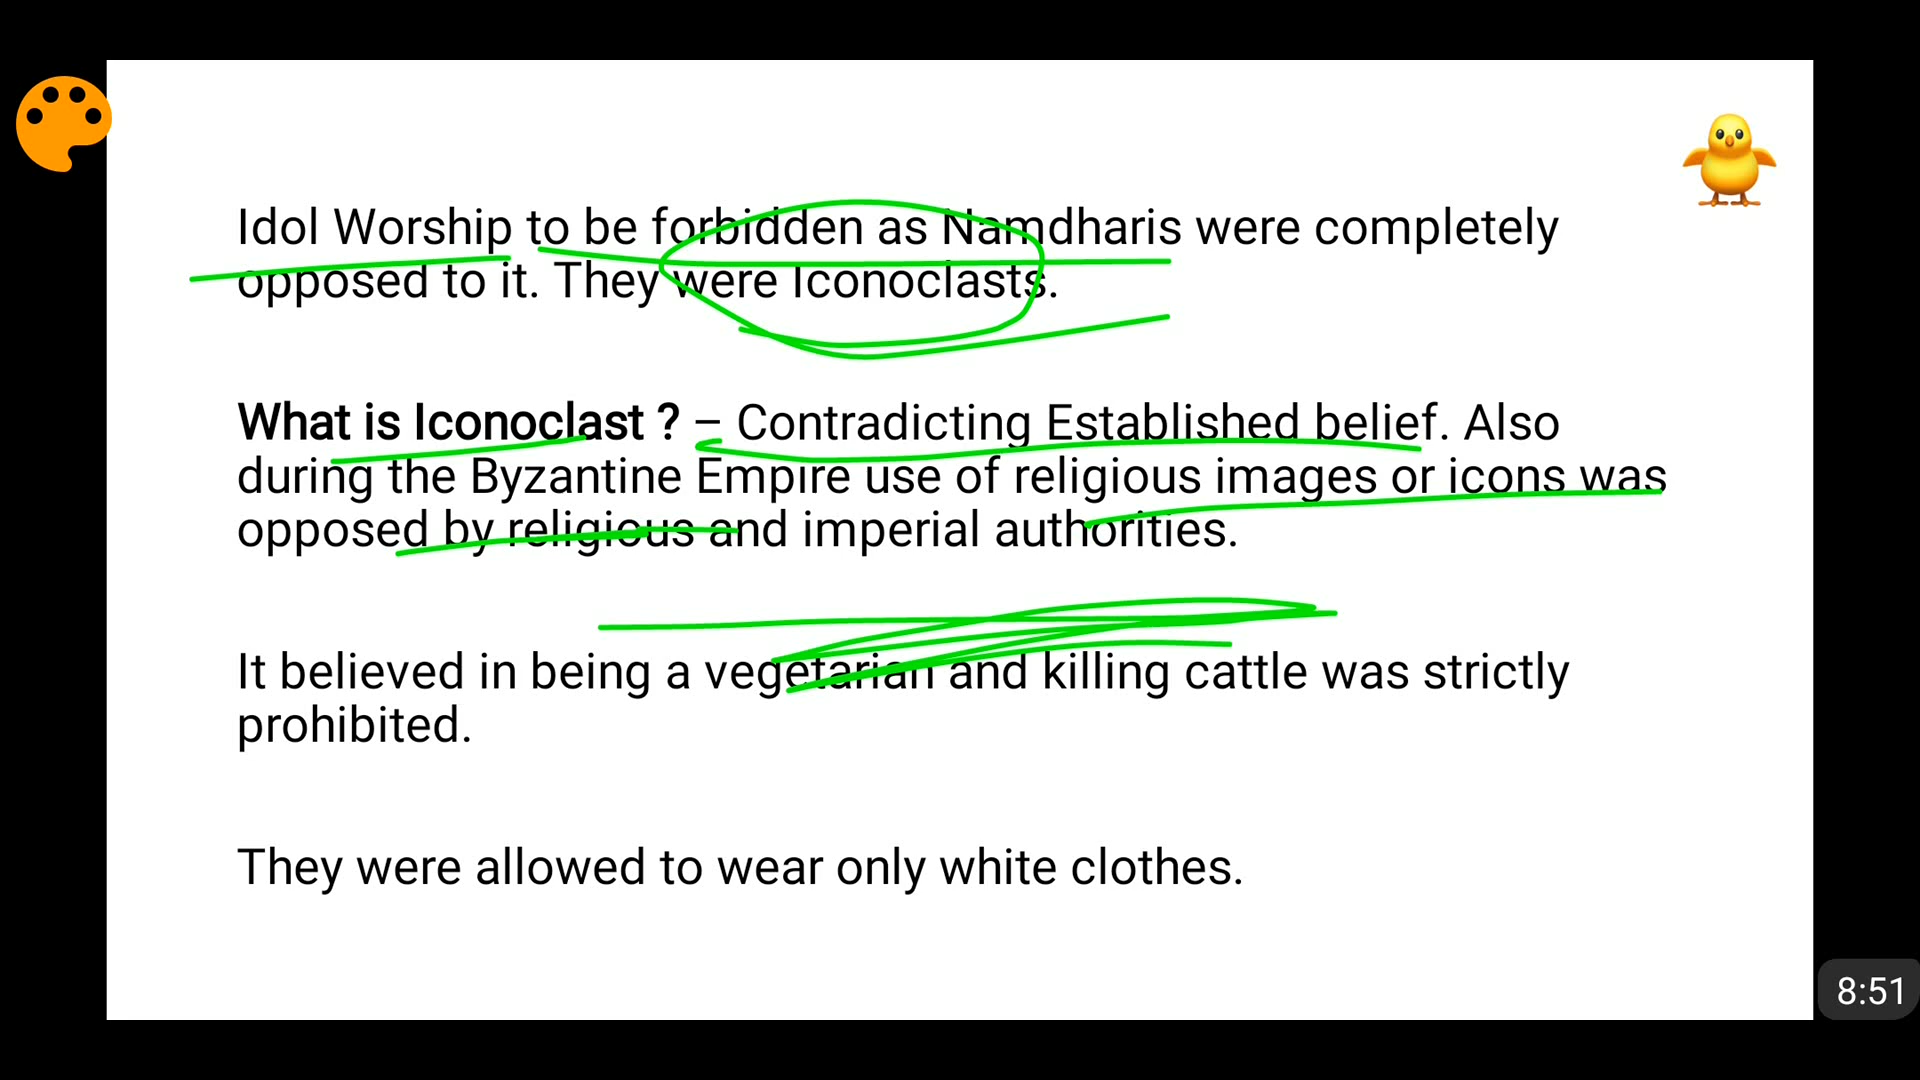 Idol Worship to be forbidden as Namdharis were completely
opposed to it. They were Iconoclasts.
What is Iconoclast ? – Contradicting Established belief. Also
during the Byzantine Empire use of religious images or icons was
opposed by religious and imperial authorities.
It believed in being a vegetarian and killing cattle was strictly
prohibited.
They were allowed to wear only white clothes.
8:51